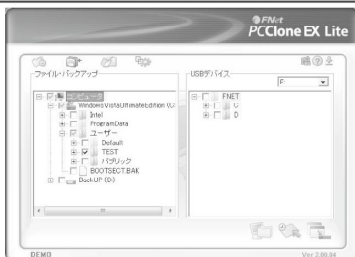 FNet
PCClone EX Lite
ファイル・バックアップ
USBデバイス
コンピュータ
FNET
WindowsVistaUltimateEdition (C:
C
Intel
D
ProgramData
ユーザー
Default
TEST
パブリック
BOOTSECT.BAK
BackUP (D:)
DEMO
Ver 2.00.04